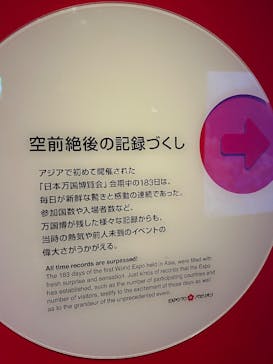 空前絶後の記録づくし
アジアで初めて開催された
「日本万国博覧会」会期中の183日は、
毎日が新鮮な驚きと感動の連続であった。
参加国数や入場者数など、
万国博が残した様々な記録からも、
当時の熱気や前人未到のイベントの
偉大さがうかがえる。
All time records are surpassed!
The 183 days of the first World Expo held in Asia, were filled with
fresh surprise and sensation. Just kinds of records that the Expo
has established, such as the number of participating countries and
number of visitors, testify to the excitement of those days as well
as to the grandeur of the unprecedented event.
EXPO'70